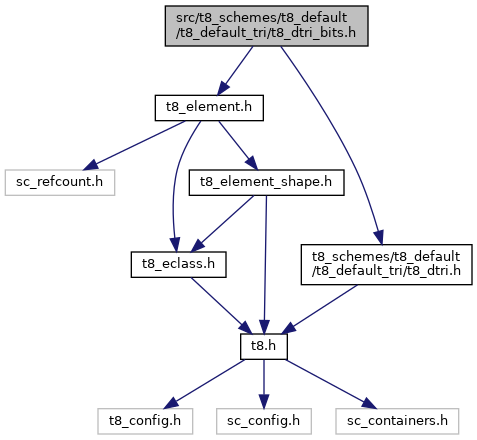 src/t8_schemes/t8_default
/t8_default_tri/t8_dtri_bits.h
t8_element.h
sc_refcount.h
t8_element_shape.h
t8_eclass.h
t8_schemes/t8_default
/t8_default_tri/t8_dtri.h
t8.h
t8_config.h
sc_config.h
sc_containers.h